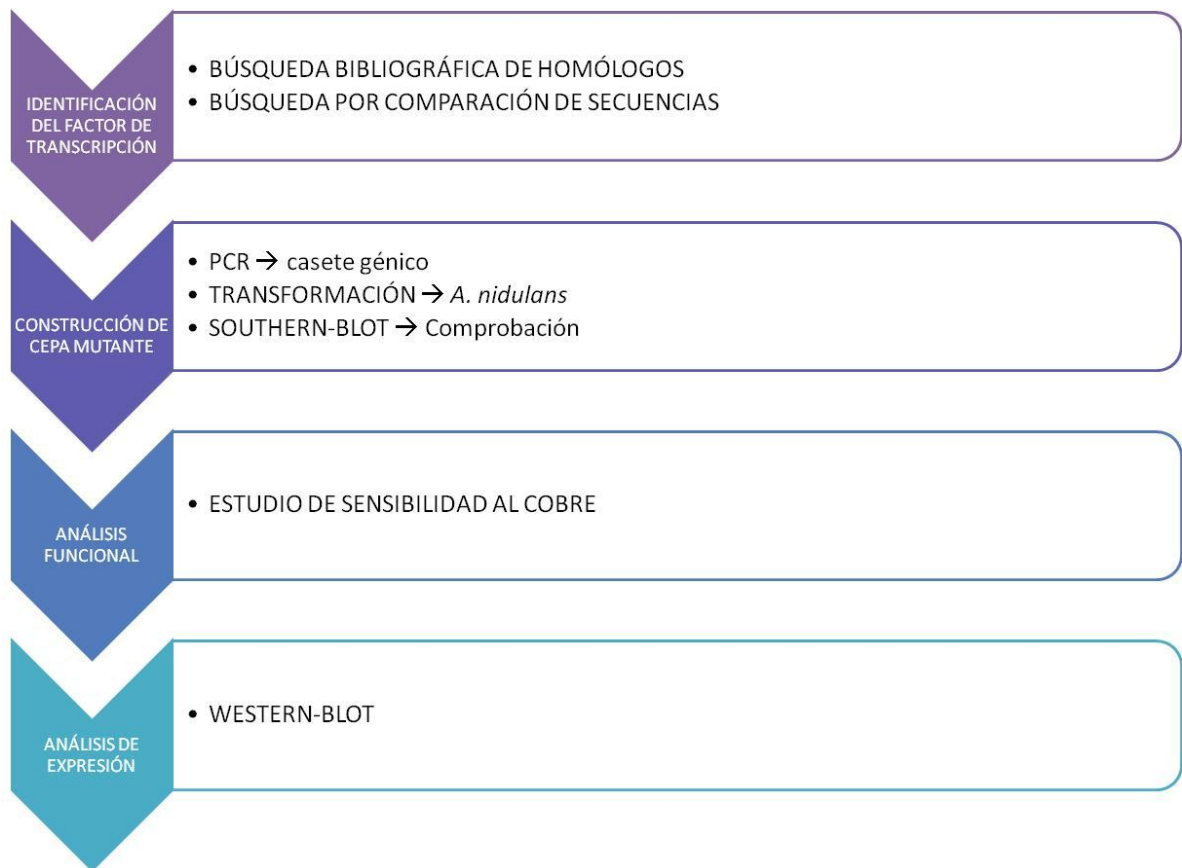 IDENTIFICACIÓN
DEL FACTOR DE
TRANSCRIPCIÓN
• BÚSQUEDA BIBLIOGRÁFICA DE HOMÓLOGOS
• BÚSQUEDA POR COMPARACIÓN DE SECUENCIAS
CONSTRUCCIÓN DE
CEPA MUTANTE
• PCR → casete génico
• TRANSFORMACIÓN → A. nidulans
• SOUTHERN-BLOT → Comprobación
ANÁLISIS
FUNCIONAL
• ESTUDIO DE SENSIBILIDAD AL COBRE
ANÁLISIS DE
EXPRESIÓN
• WESTERN-BLOT